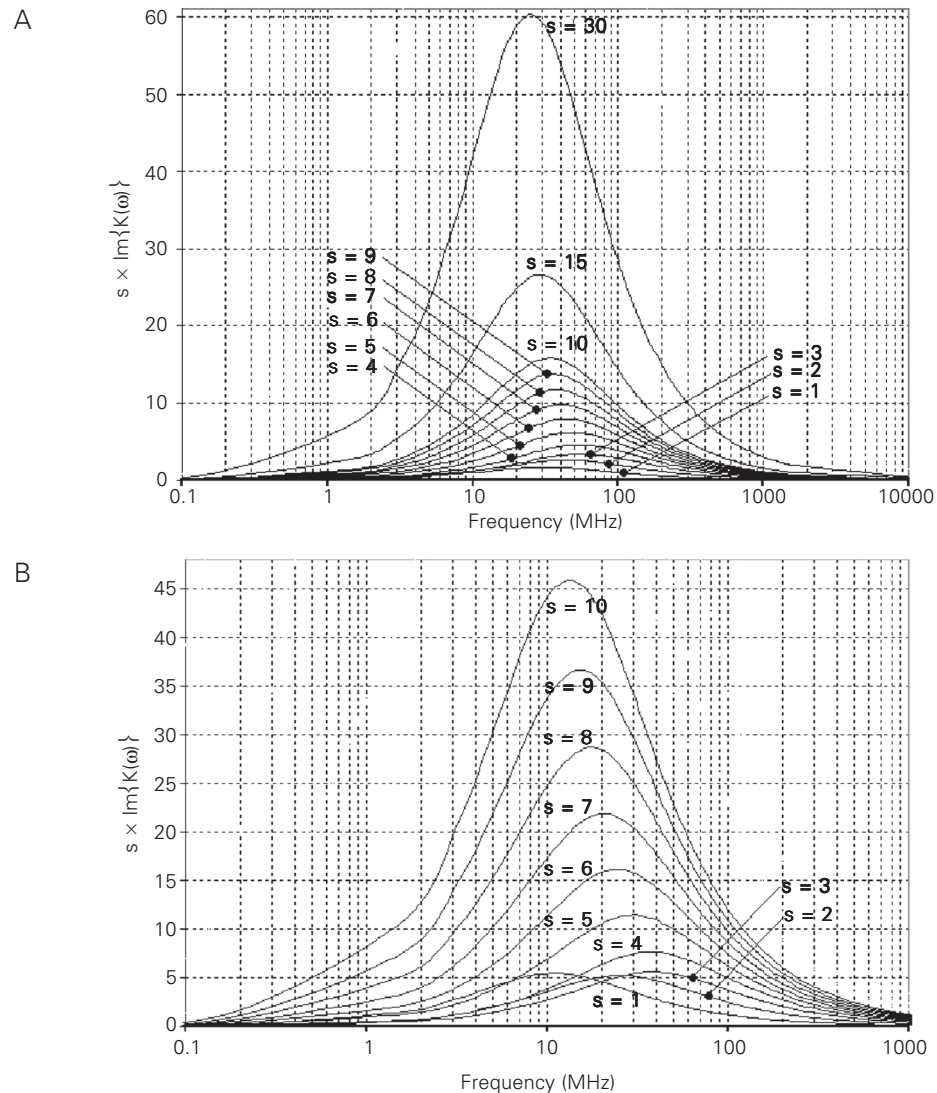 A
60
50
40
30
20
10
0
s × Im{K(ω)}
s = 30
s = 15
s = 10
s = 9
s = 8
s = 7
s = 6
s = 5
s = 4
s = 3
s = 2
s = 1
0.1
1
10
100
1000
10000
Frequency (MHz)
B
45
40
35
30
25
20
15
10
5
0
s × Im{K(ω)}
s = 10
s = 9
s = 8
s = 7
s = 6
s = 5
s = 4
s = 3
s = 2
s = 1
0.1
1
10
100
1000
Frequency (MHz)